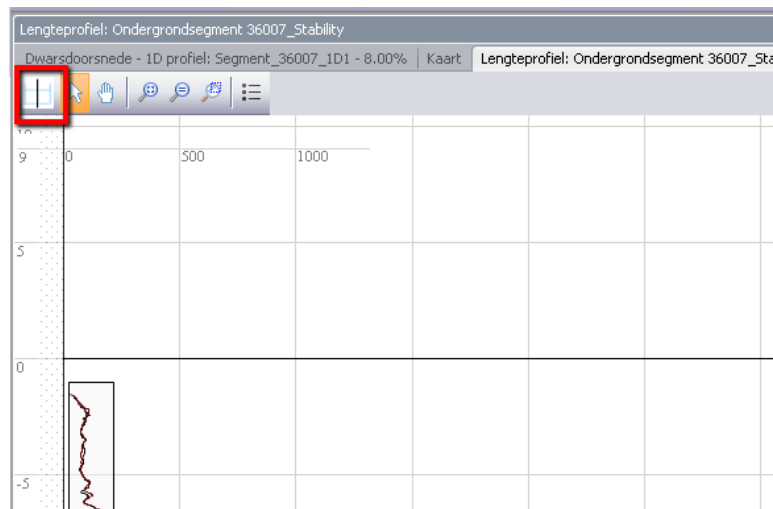 Lengteprofiel: Ondergrondsegment 36007_Stability
Dwarsdoorsnede - 1D profiel: Segment_36007_1D1 - 8.00% Kaart Lengteprofiel: Ondergrondsegment 36007_Sta
9 0 500 1000
5
0
-5